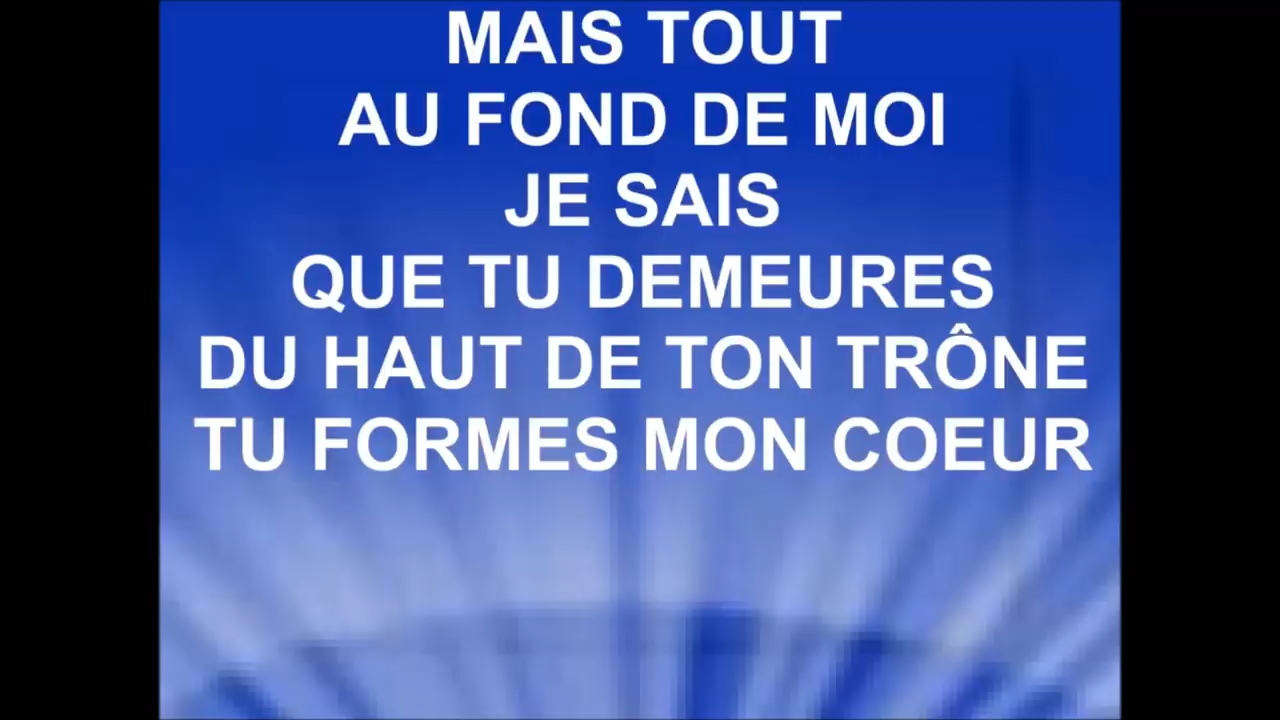 MAIS TOUT
AU FOND DE MOI
JE SAIS
QUE TU DEMEURES
DU HAUT DE TON TRÔNE
TU FORMES MON COEUR